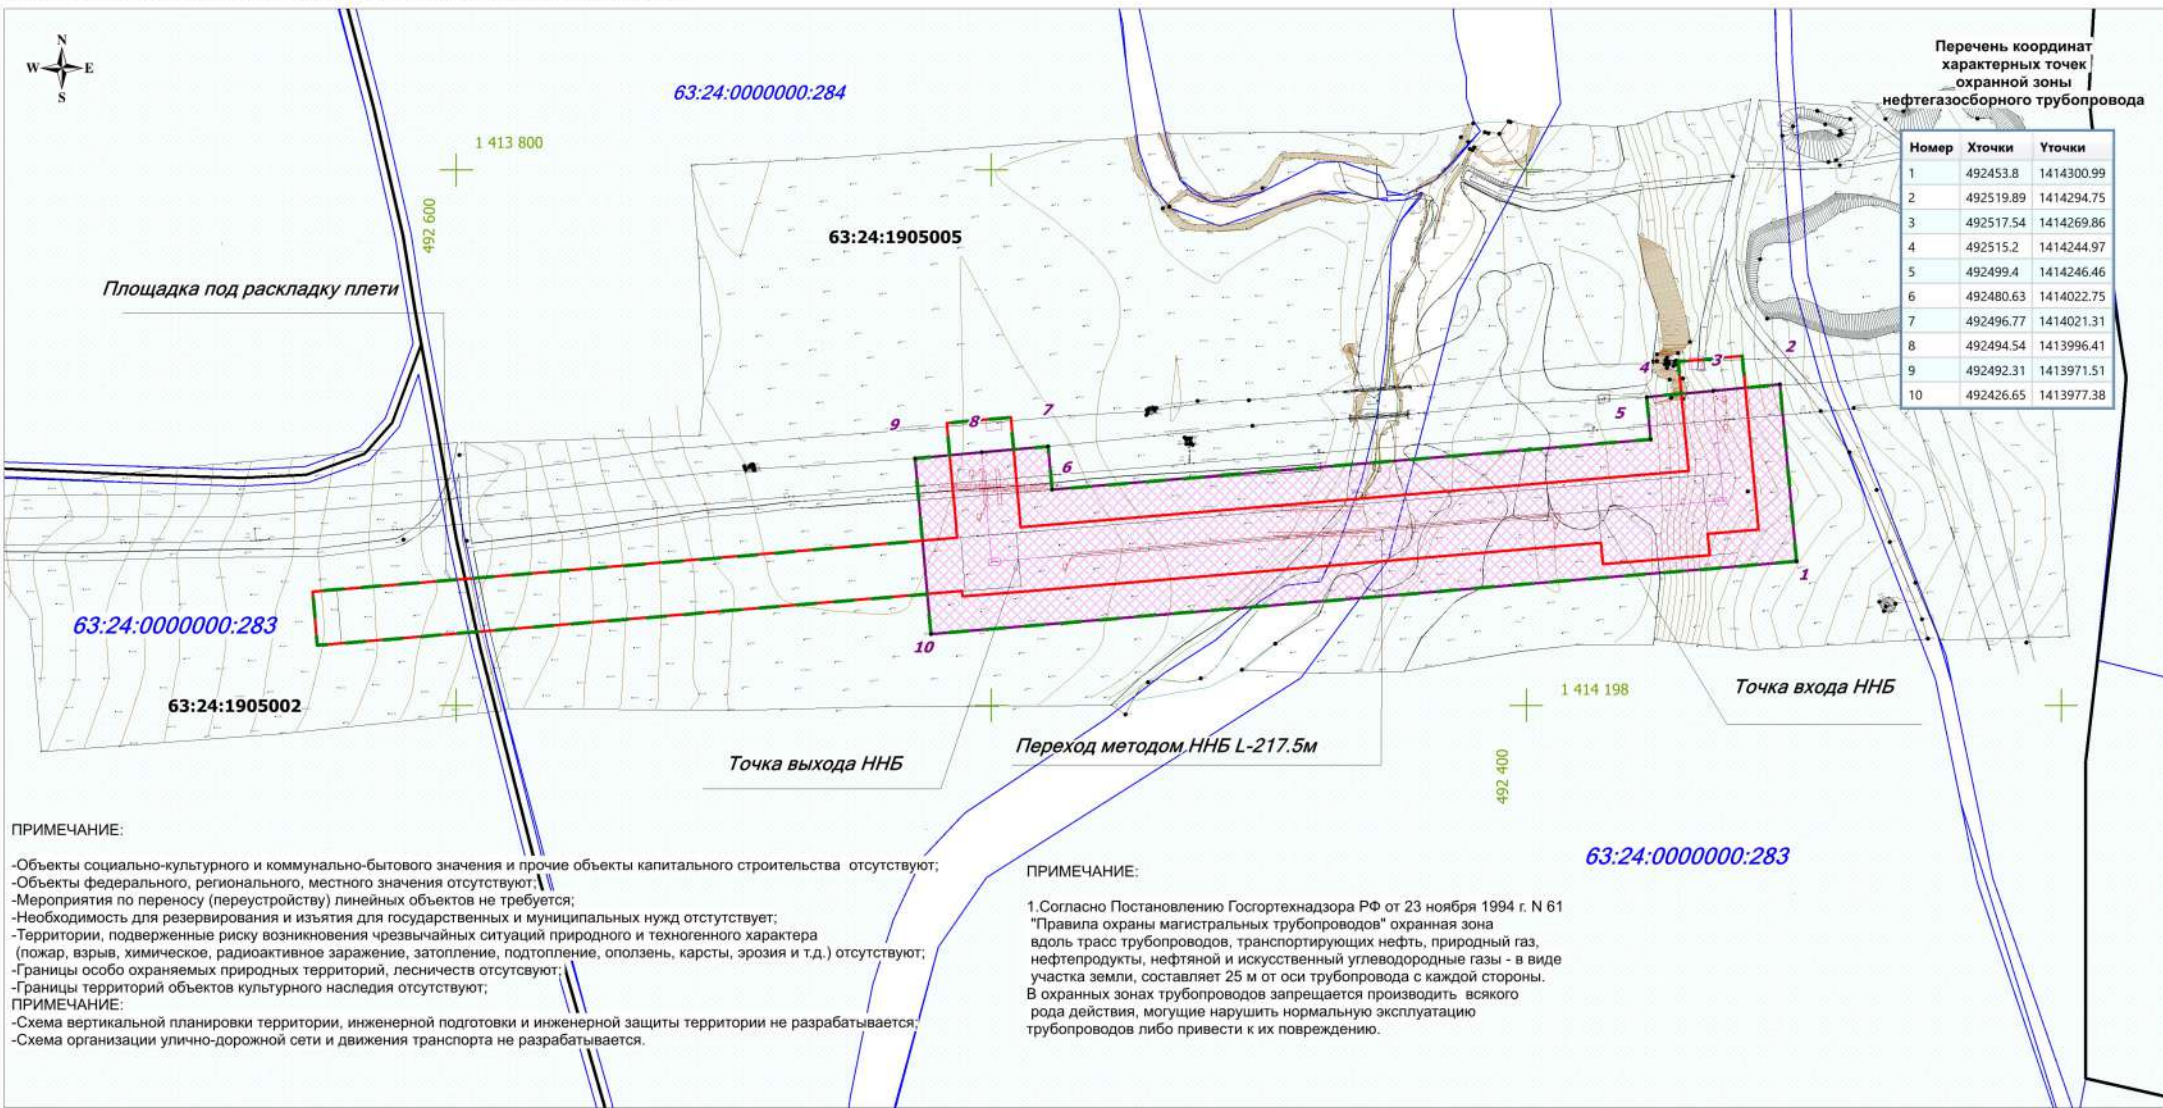 N
W E
S
63:24:0000000:284
Перечень координат
характерных точек
охранной зоны
нефтегазосборного трубопровода
Номер Xточки Yточки
1 492453.8 1414300.99
2 492519.89 1414294.75
3 492517.54 1414269.86
4 492515.2 1414244.97
5 492499.4 1414246.46
6 492480.63 1414022.75
7 492496.77 1414021.31
8 492494.54 1413996.41
9 492492.31 1413971.51
10 492426.65 1413977.38
1 413 800
492 600
63:24:1905005
Площадка под раскладку плети
2
3
4
5
7
8
9
6
1
10
63:24:0000000:283
63:24:1905002
1 414 198
Точка входа ННБ
Переход методом ННБ L-217.5м
Точка выхода ННБ
492 400
63:24:0000000:283
ПРИМЕЧАНИЕ:
-Объекты социально-культурного и коммунально-бытового значения и прочие объекты капитального строительства отсутствуют;
-Объекты федерального, регионального, местного значения отсутствуют;
-Мероприятия по переносу (переустройству) линейных объектов не требуется;
-Необходимость для резервирования и изъятия для государственных и муниципальных нужд отстутствует;
-Территории, подверженные риску возникновения чрезвычайных ситуаций природного и техногенного характера
(пожар, взрыв, химическое, радиоактивное заражение, затопление, подтопление, оползень, карсты, эрозия и т.д.) отсутствуют;
-Границы особо охраняемых природных территорий, лесничеств отсутсвуют;
-Границы территорий объектов культурного наследия отсутствуют;
ПРИМЕЧАНИЕ:
-Схема вертикальной планировки территории, инженерной подготовки и инженерной защиты территории не разрабатывается;
-Схема организации улично-дорожной сети и движения транспорта не разрабатывается.
ПРИМЕЧАНИЕ:
1.Согласно Постановлению Госгортехнадзора РФ от 23 ноября 1994 г. N 61
"Правила охраны магистральных трубопроводов" охранная зона
вдоль трасс трубопроводов, транспортирующих нефть, природный газ,
нефтепродукты, нефтяной и искусственный углеводородные газы - в виде
участка земли, составляет 25 м от оси трубопровода с каждой стороны.
В охранных зонах трубопроводов запрещается производить всякого
рода действия, могущие нарушить нормальную эксплуатацию
трубопроводов либо привести к их повреждению.